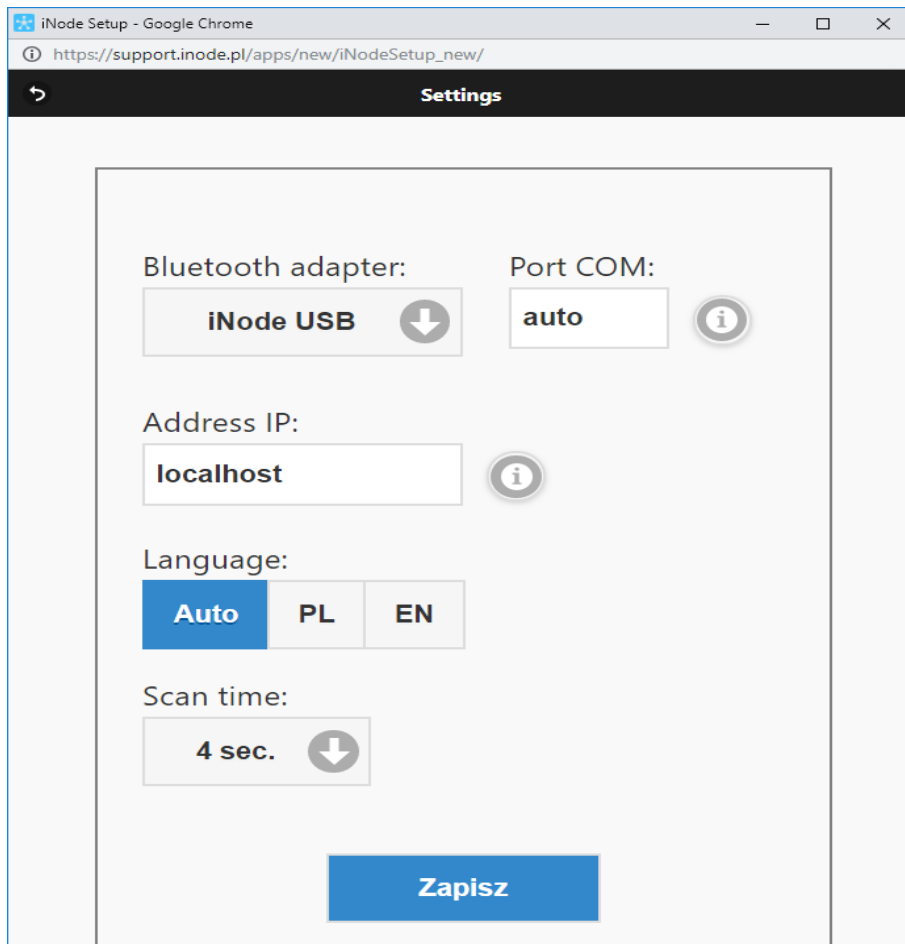 iNode Setup - Google Chrome
https://support.inode.pl/apps/new/iNodeSetup_new/
Settings
Bluetooth adapter: Port COM:
iNode USB auto
Address IP:
localhost
Language:
Auto PL EN
Scan time:
4 sec.
Zapisz